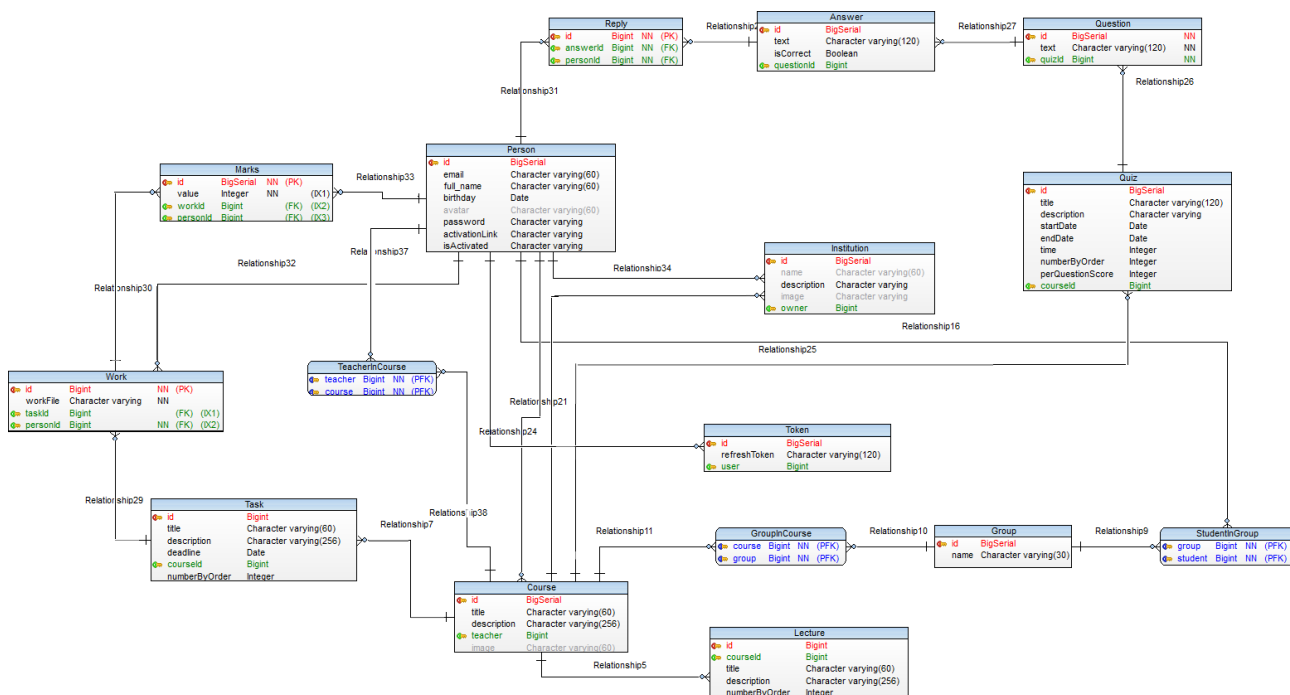 Reply
id Bigint NN (PK)
answerId Bigint NN (FK)
personId Bigint NN (FK)
Answer
id BigSerial
text Character varying(120)
isCorrect Boolean
questionId Bigint
Relationship27
Question
id BigSerial NN
text Character varying(120) NN
quizId Bigint NN
Relationship26
Relationship31
Person
id BigSerial
email Character varying(60)
full_name Character varying(60)
birthday Date
avatar Character varying(60)
password Character varying
activationLink Character varying
isActivated Character varying
Marks
id BigSerial NN (PK)
value Integer NN (IX1)
workId Bigint (FK) (IX2)
personId Bigint (FK) (IX3)
Relationship33
Quiz
id BigSerial
title Character varying(120)
description Character varying
startDate Date
endDate Date
time Integer
numberByOrder Integer
perQuestionScore Integer
courseId Bigint
Relationship37
Relationship32
Relationship34
Institution
id BigSerial
name Character varying(60)
description Character varying
image Character varying
owner Bigint
Relationship30
Relationship16
Relationship25
TeacherInCourse
teacher Bigint NN (PFK)
course Bigint NN (PFK)
Work
id Bigint NN (PK)
workFile Character varying NN
taskId Bigint (FK) (IX1)
personId Bigint NN (FK) (IX2)
Relationship21
Relationship24
Token
id BigSerial
refreshToken Character varying(120)
user Bigint
Relationship29
Task
id Bigint
title Character varying(60)
description Character varying(256)
deadline Date
courseId Bigint
numberByOrder Integer
Relationship7
Relationship38
Relationship11
GroupInCourse
course Bigint NN (PFK)
group Bigint NN (PFK)
Relationship10
Group
id BigSerial
name Character varying(30)
Relationship9
StudentInGroup
group Bigint NN (PFK)
student Bigint NN (PFK)
Course
id BigSerial
title Character varying(60)
description Character varying(256)
teacher Bigint
image Character varying(60)
Relationship5
Lecture
id Bigint
courseId Bigint
title Character varying(60)
description Character varying(256)
numberByOrder Integer